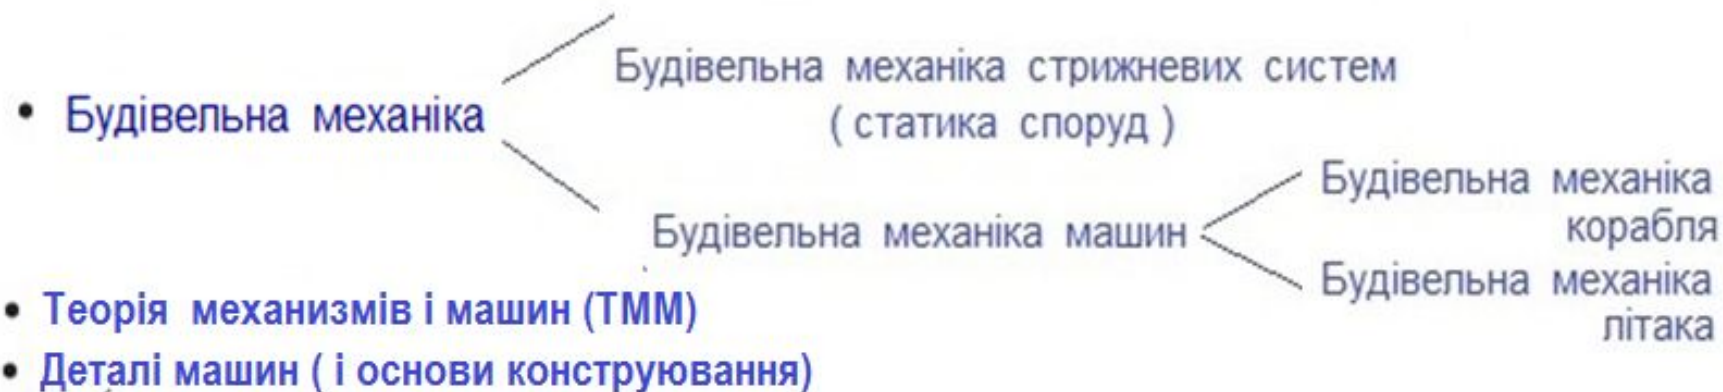 Будівельна механіка стрижневих систем
• Будівельна механіка
( статика споруд )
Будівельна механіка
корабля
Будівельна механіка машин
Будівельна механіка
літака
• Теорія механизмів і машин (ТММ)
• Деталі машин ( і основи конструювання)